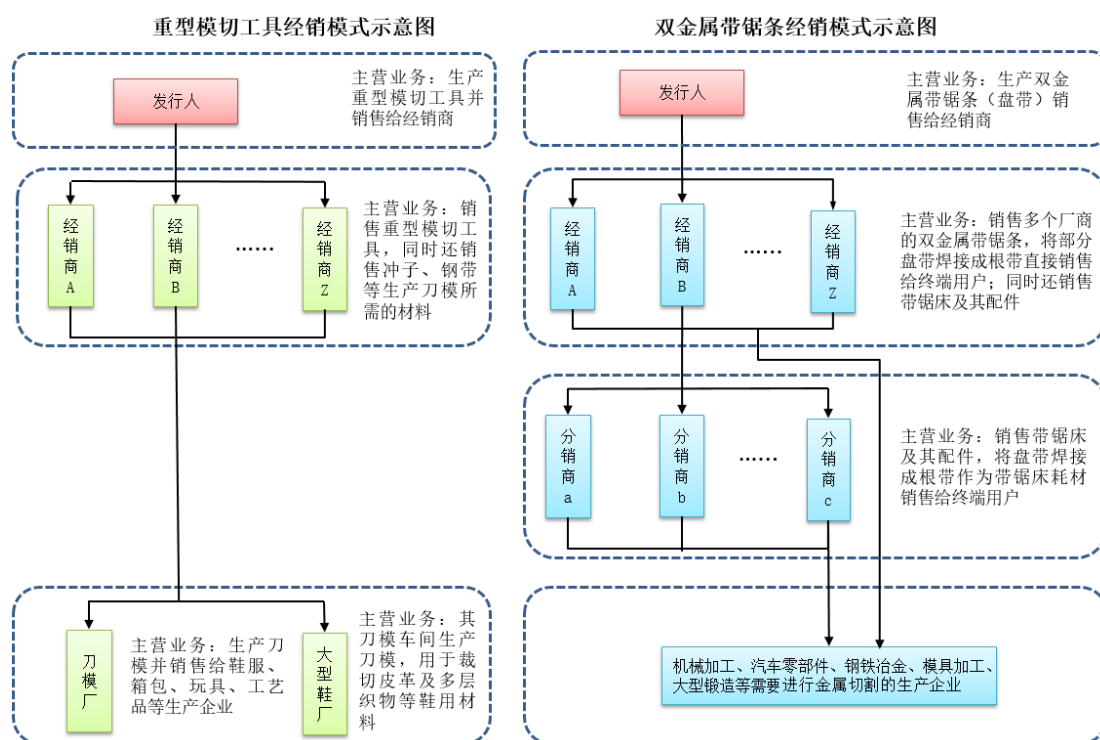 重型模切工具经销模式示意图
发行人
主营业务：生产
重型模切工具并
销售给经销商
经销商A
经销商B
……
经销商Z
主营业务：销
售重型模切工
具，同时还销
售冲子、钢带
等生产刀模所
需的材料
刀模厂
主营业务：生产刀
模并销售给鞋服、
箱包、玩具、工艺
品等生产企业
大型鞋厂
主营业务：其
刀模车间生产
刀模，用于裁
切皮革及多层
织物等鞋用材
料
双金属带锯条经销模式示意图
发行人
主营业务：生产双金
属带锯条（盘带）销
售给经销商
经销商A
经销商B
……
经销商Z
主营业务：销售多个厂商
的双金属带锯条，将部分
盘带焊接成根带直接销售
给终端用户；同时还销售
带锯床及其配件
分销商a
分销商b
……
分销商c
主营业务：销售带锯床
及其配件，将盘带焊接
成根带作为带锯床耗材
销售给终端用户
机械加工、汽车零部件、钢铁冶金、模具加工、
大型锻造等需要进行金属切割的生产企业